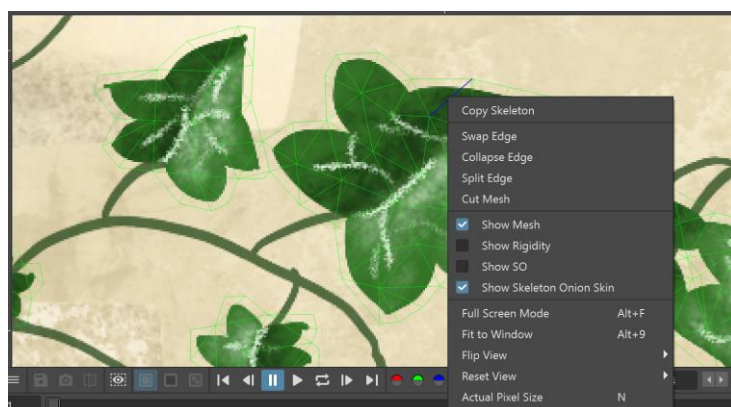 Copy Skeleton
Swap Edge
Collapse Edge
Split Edge
Cut Mesh
Show Mesh
Show Rigidity
Show SO
Show Skeleton Onion Skin
Full Screen Mode Alt+F
Fit to Window Alt+9
Flip View
Reset View
Actual Pixel Size N